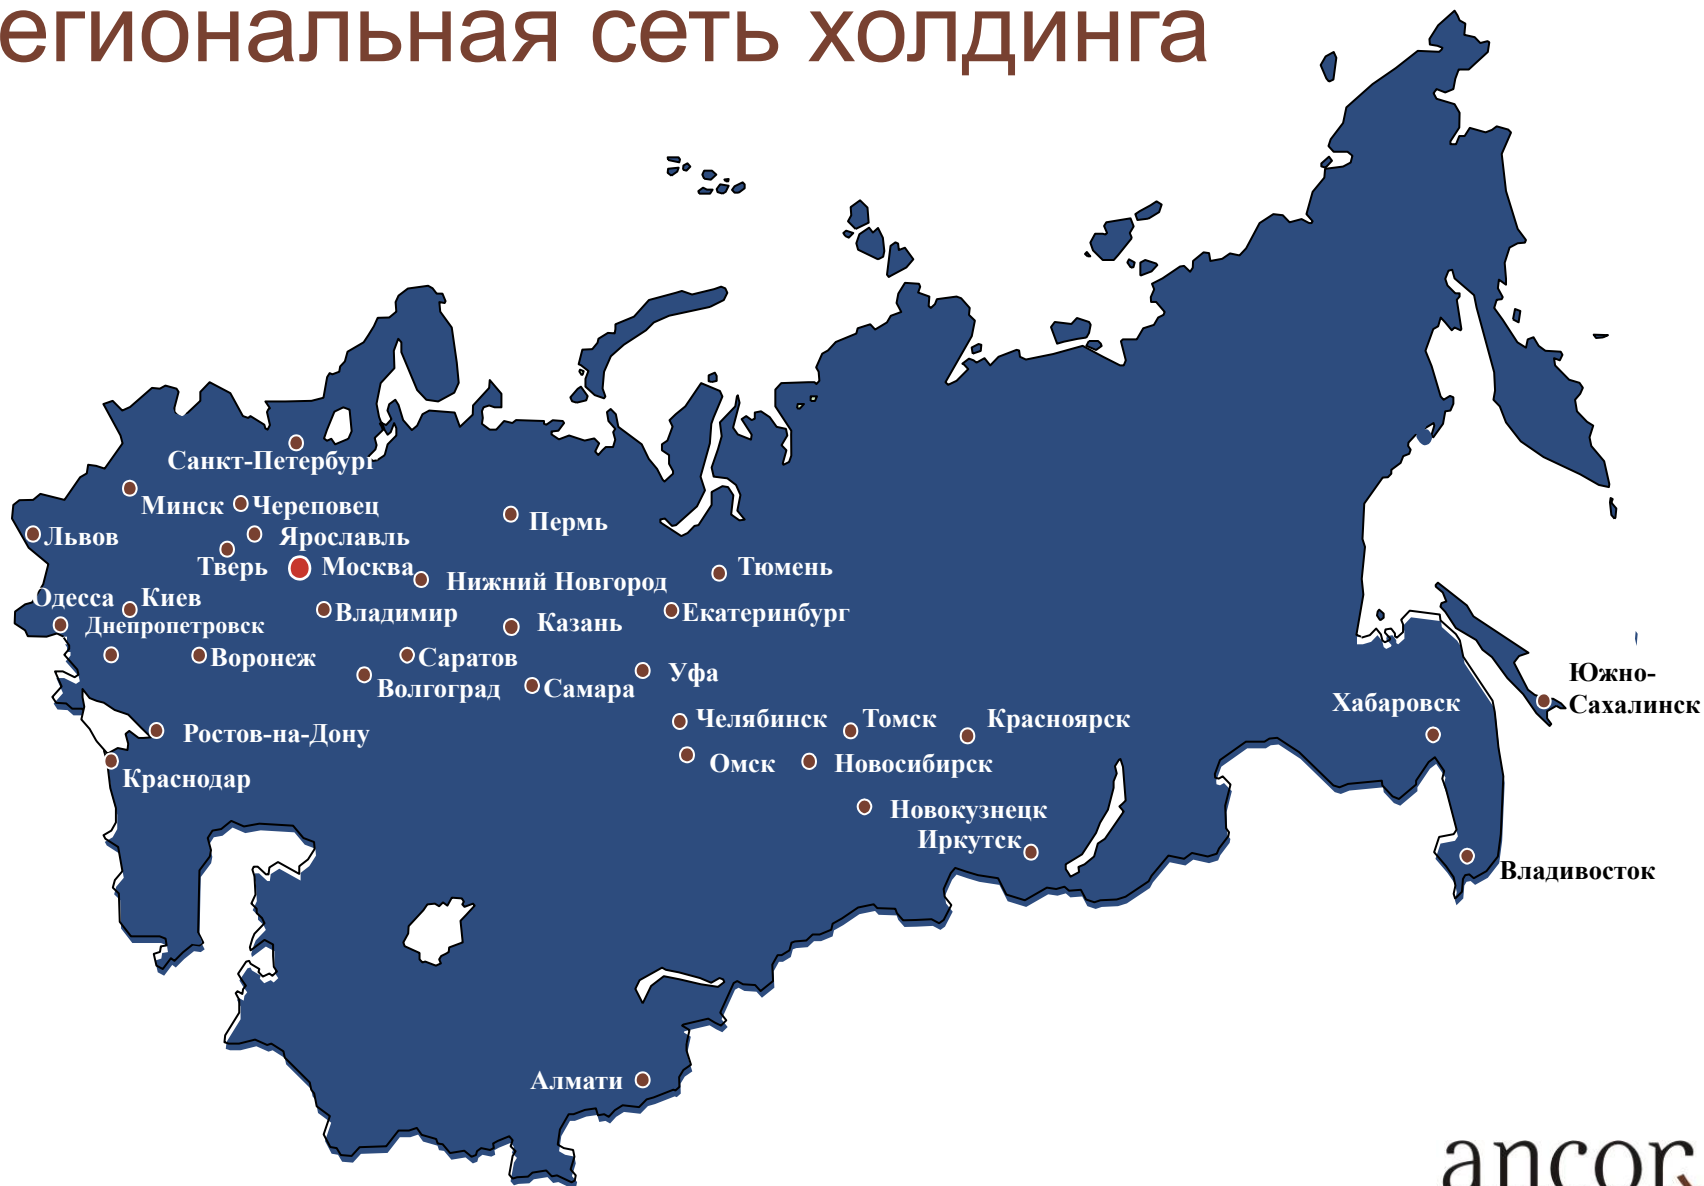 егиональная сеть холдинга
Санкт-Петербург
Минск
Череповец
Львов
Ярославль
Пермь
Тверь
Москва
Нижний Новгород
Тюмень
Одесса
Киев
Владимир
Казань
Екатеринбург
Днепропетровск
Воронеж
Саратов
Волгоград
Самара
Уфа
Южно-
Сахалинск
Хабаровск
Челябинск
Томск
Красноярск
Ростов-на-Дону
Омск
Новосибирск
Краснодар
Новокузнецк
Иркутск
Владивосток
Алмати
ancor